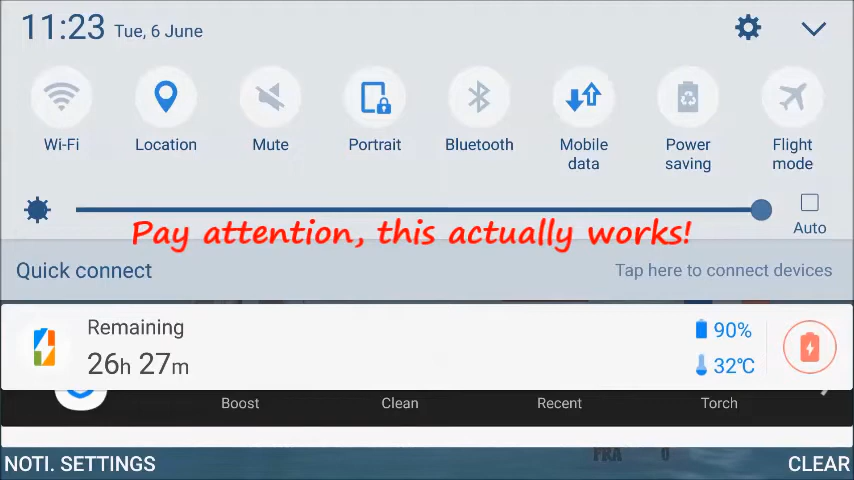 11:23 Tue, 6 June
Wi-Fi
Location
Mute
Portrait
Bluetooth
Mobile data
Power saving
Flight mode
Auto
Pay attention, this actually works!
Quick connect
Tap here to connect devices
Remaining
26h 27m
90%
32℃
Boost
Clean
Recent
Torch
FRA 0
NOTI. SETTINGS
CLEAR